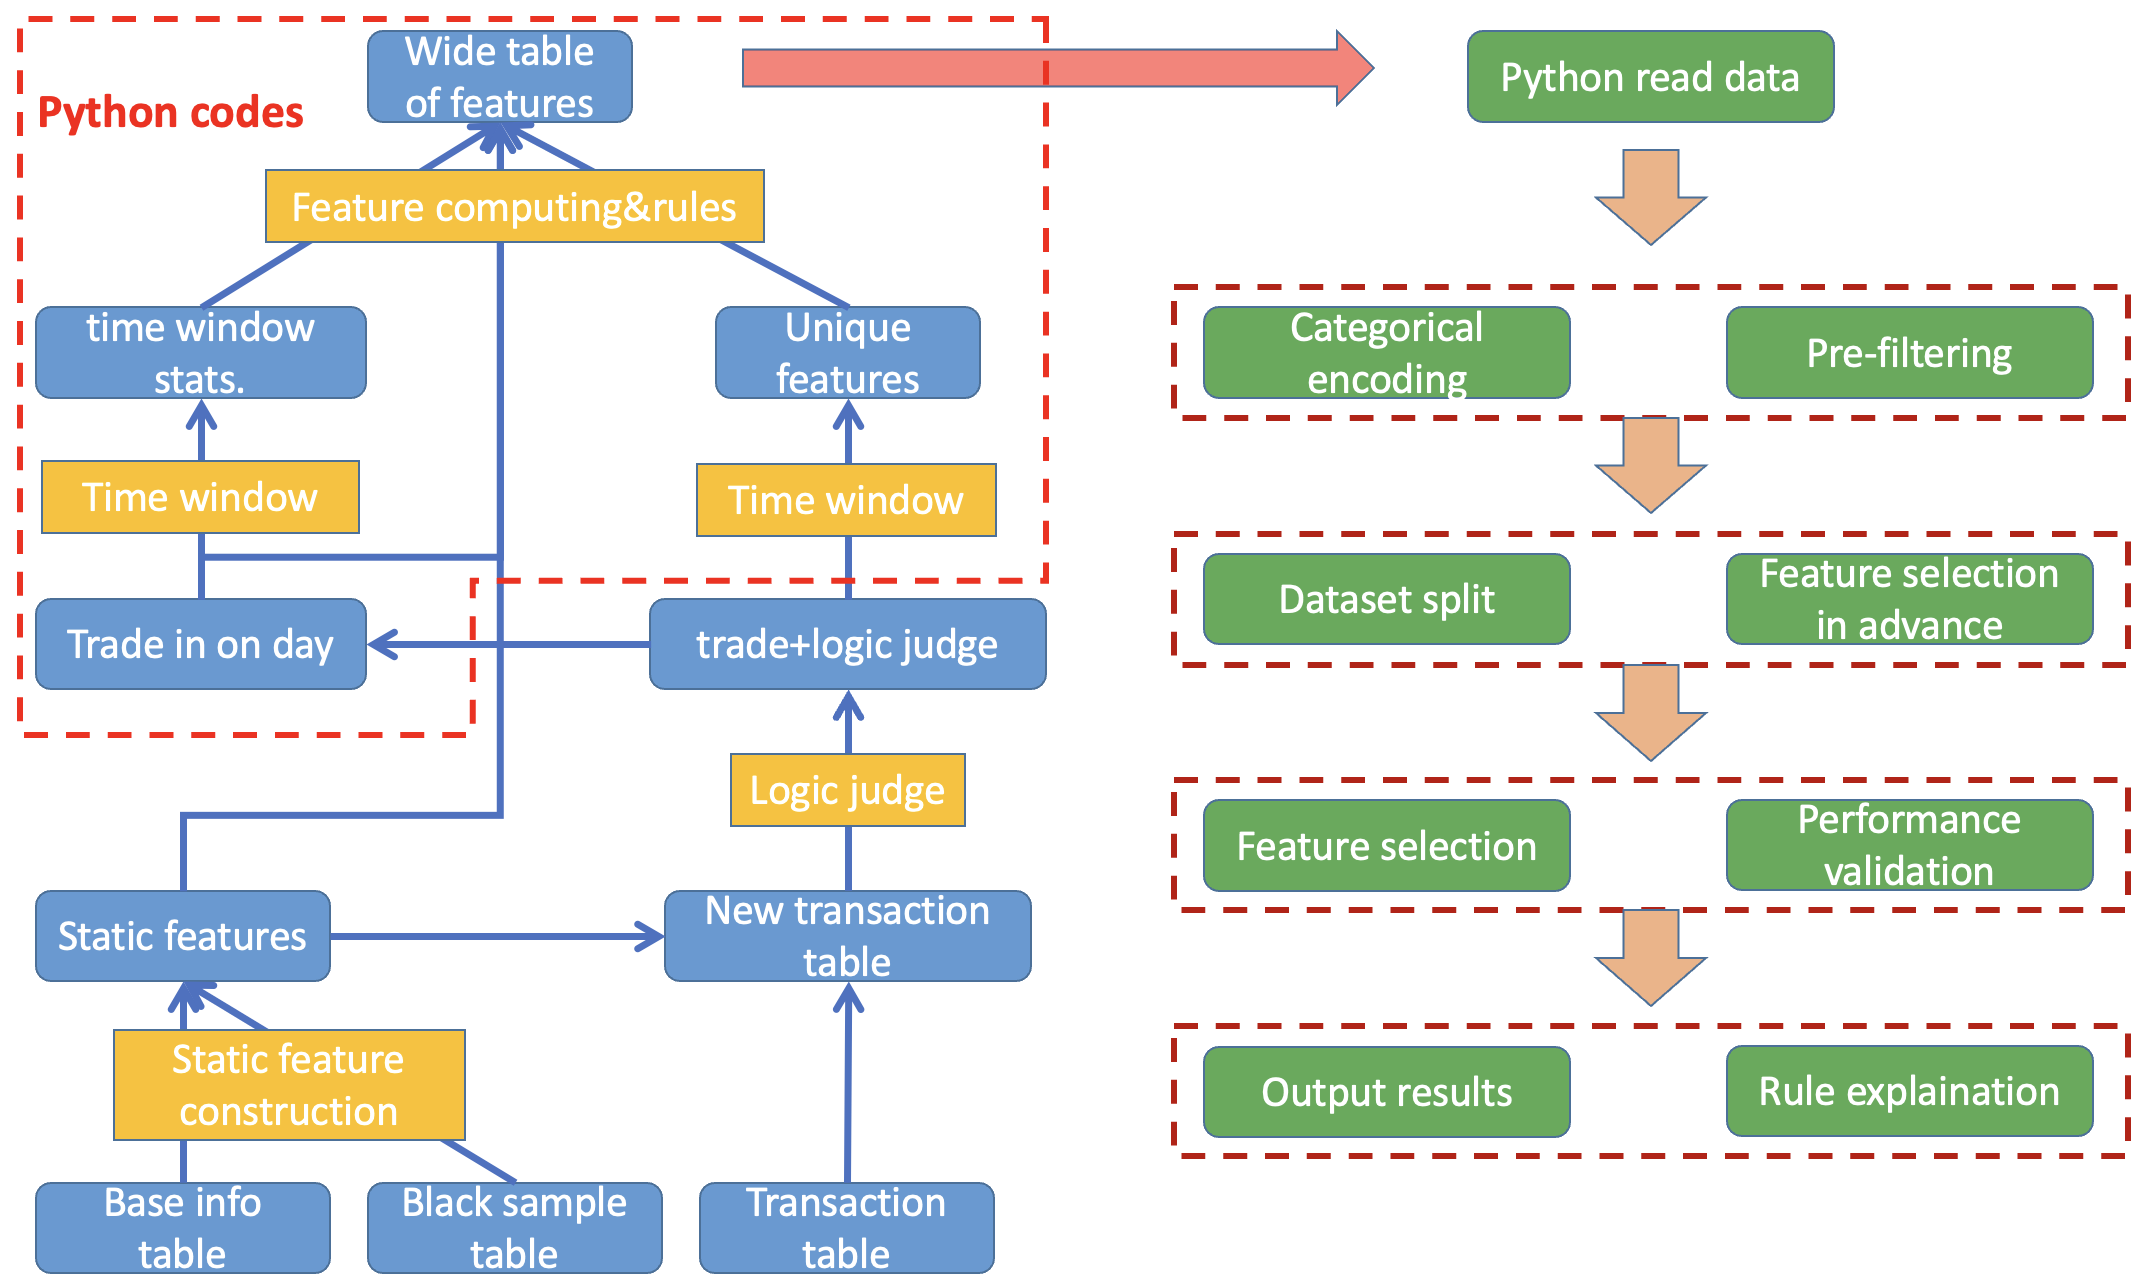 Wide table
of features
Python codes
Feature computing&rules
time window
stats.
Unique
features
Time window
Time window
Trade in on day
trade+logic judge
Logic judge
Static features
New transaction
table
Static feature
construction
Base info
table
Black sample
table
Transaction
table
Python read data
Categorical
encoding
Pre-filtering
Dataset split
Feature selection
in advance
Feature selection
Performance
validation
Output results
Rule explaination